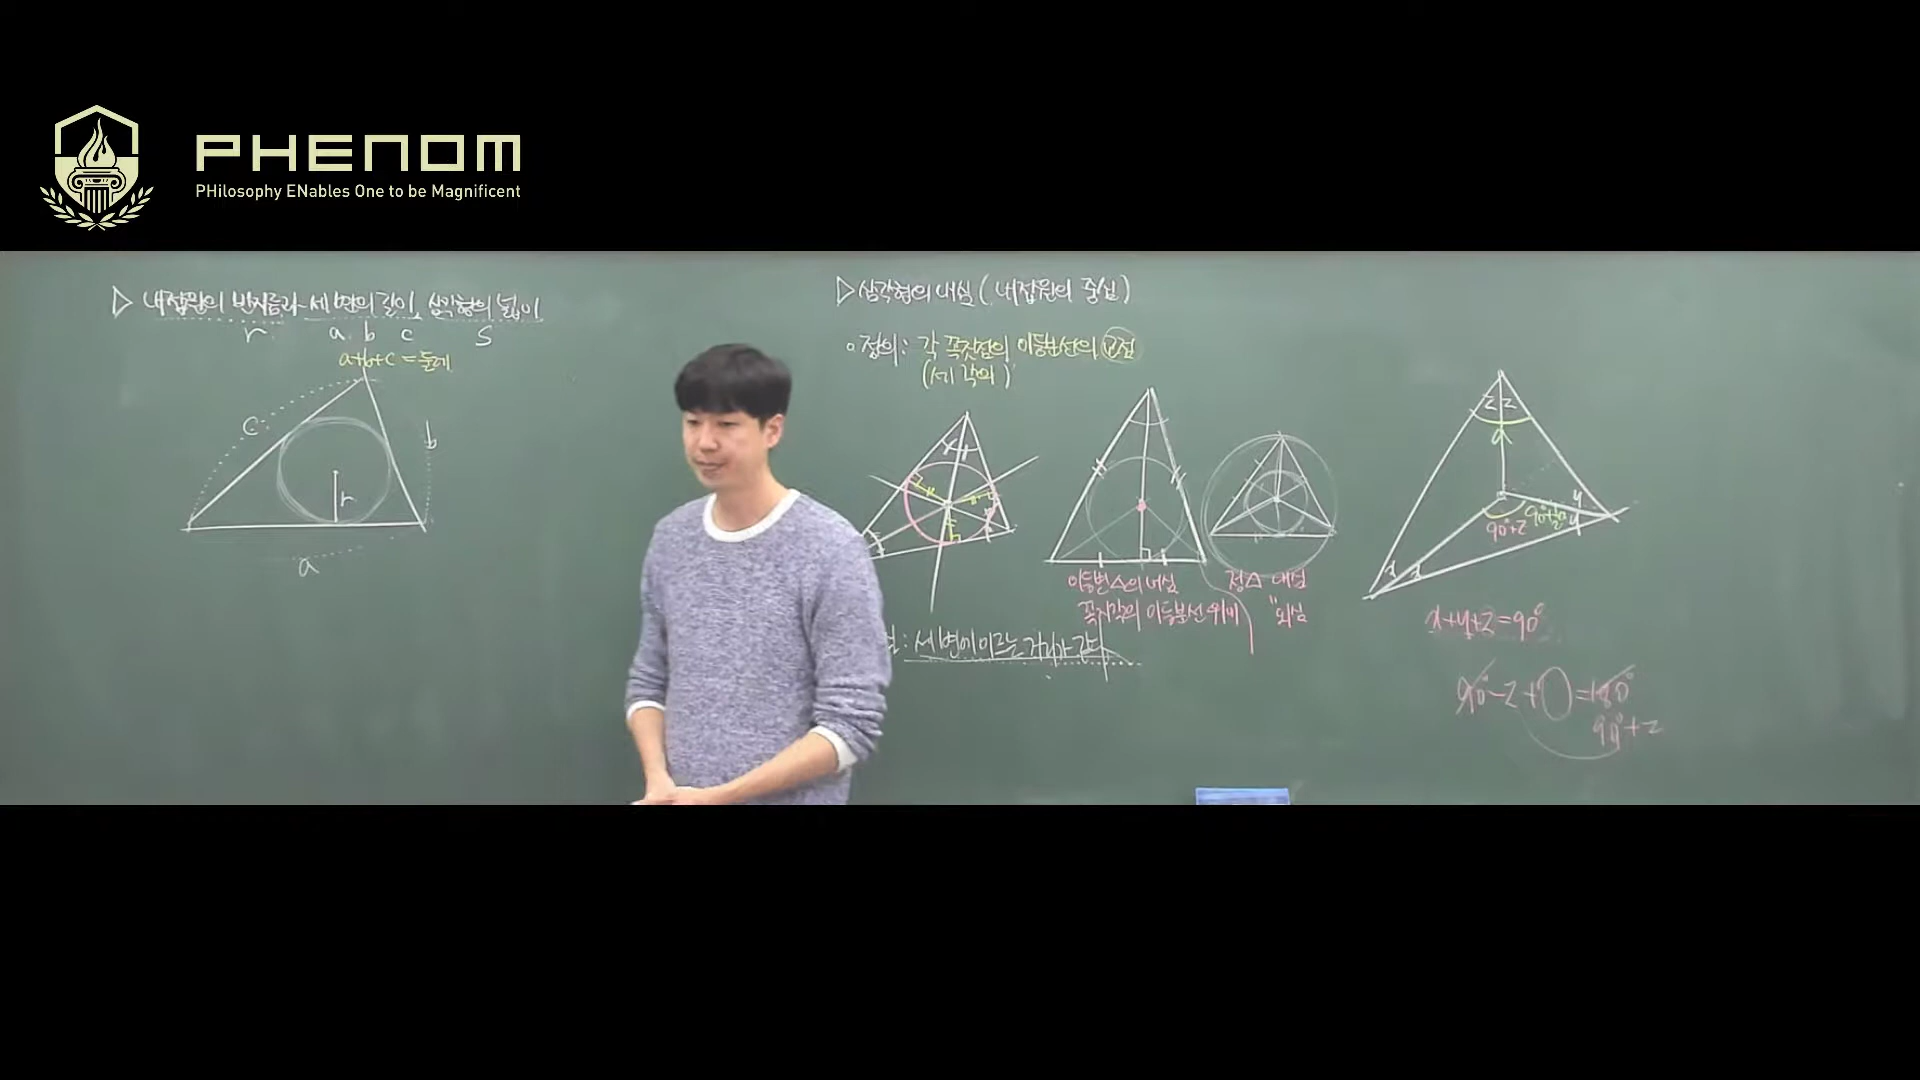 PHENOM
PHilosophy ENables One to be Magnificent
▷ 내접원의 반지름과 세 변의 길이, 삼각형의 넓이
r a b c S
a+b+c = 둘레
c
b
r
a
▷삼각형의 내심 ( 내접원의 중심 )
정의: 각 꼭짓점의 이등분선의 교점
(세 각의)
이등변△의 내심
꼭지각의 이등분선 위에
정△ 내심
" 외심
: 세 변에 이르는 거리가 같다
z z
a
y
y
90°+z
90°+½a
x x
x+y+z=90°
90°-z+ =180°
90°+z